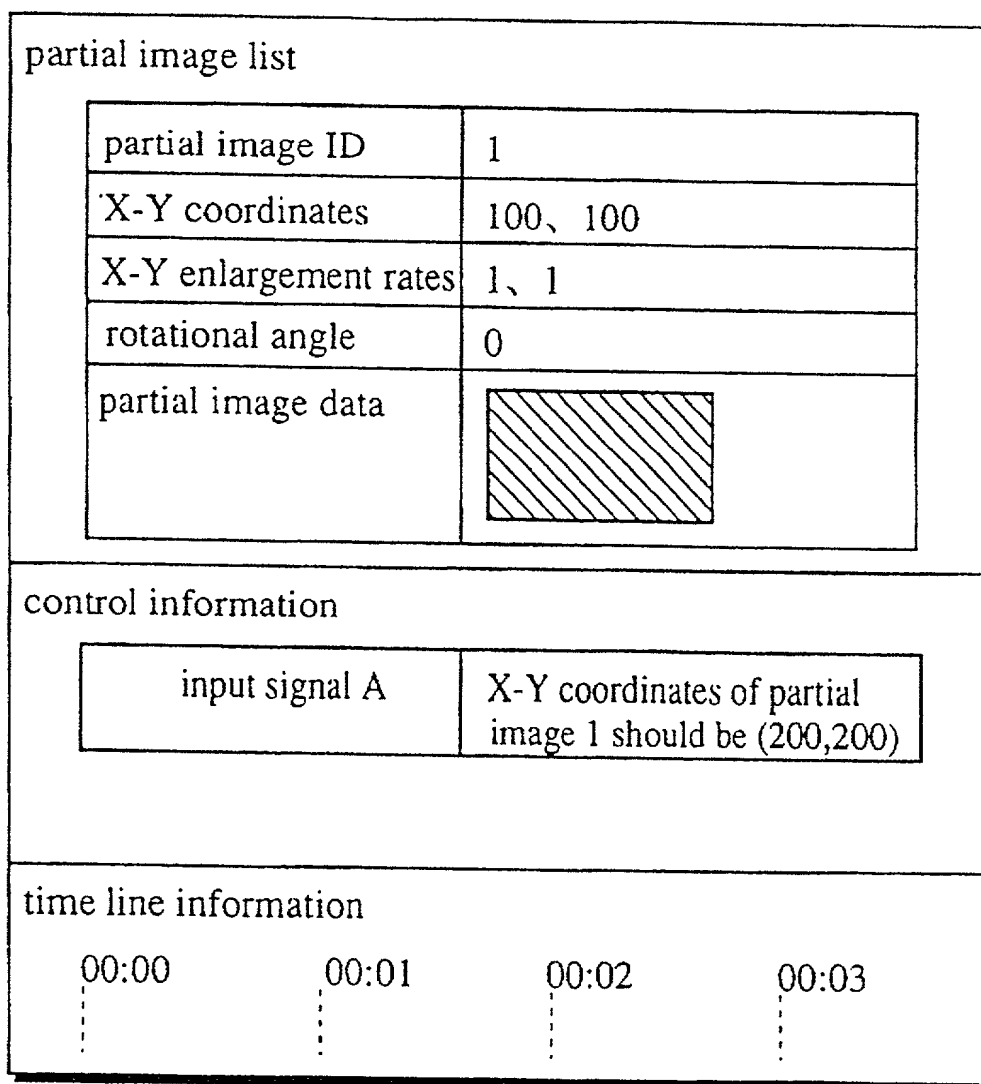 partial image list
partial image ID 1
X-Y coordinates 100、100
X-Y enlargement rates 1、1
rotational angle 0
partial image data
control information
input signal A X-Y coordinates of partial
image 1 should be (200,200)
time line information
00:00 00:01 00:02 00:03